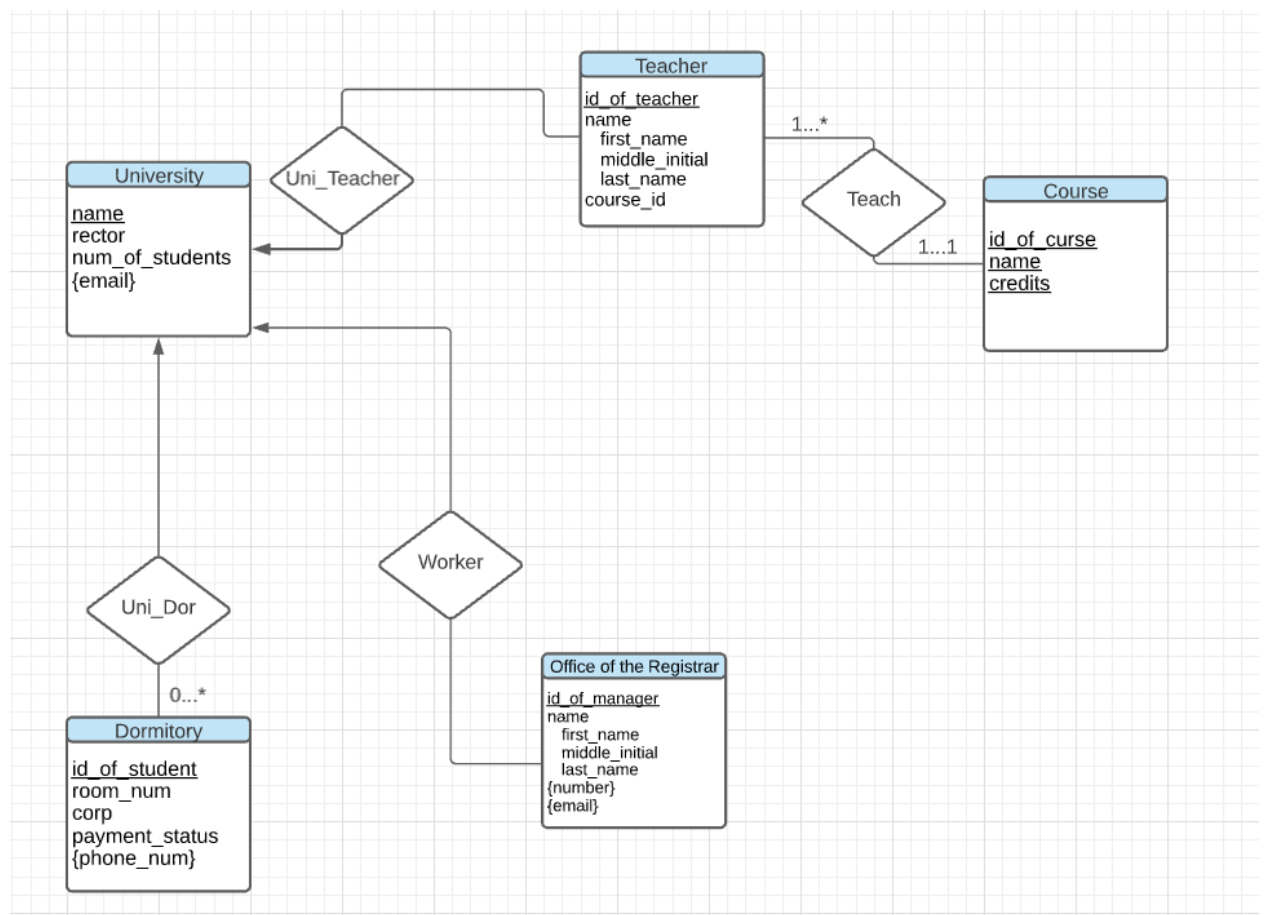 Teacher
id_of_teacher
name
first_name
middle_initial
last_name
course_id
Uni_Teacher
University
name
rector
num_of_students
{email}
1...*
Teach
1...1
Course
id_of_curse
name
credits
Worker
Uni_Dor
0...*
Office of the Registrar
id_of_manager
name
first_name
middle_initial
last_name
{number}
{email}
Dormitory
id_of_student
room_num
corp
payment_status
{phone_num}